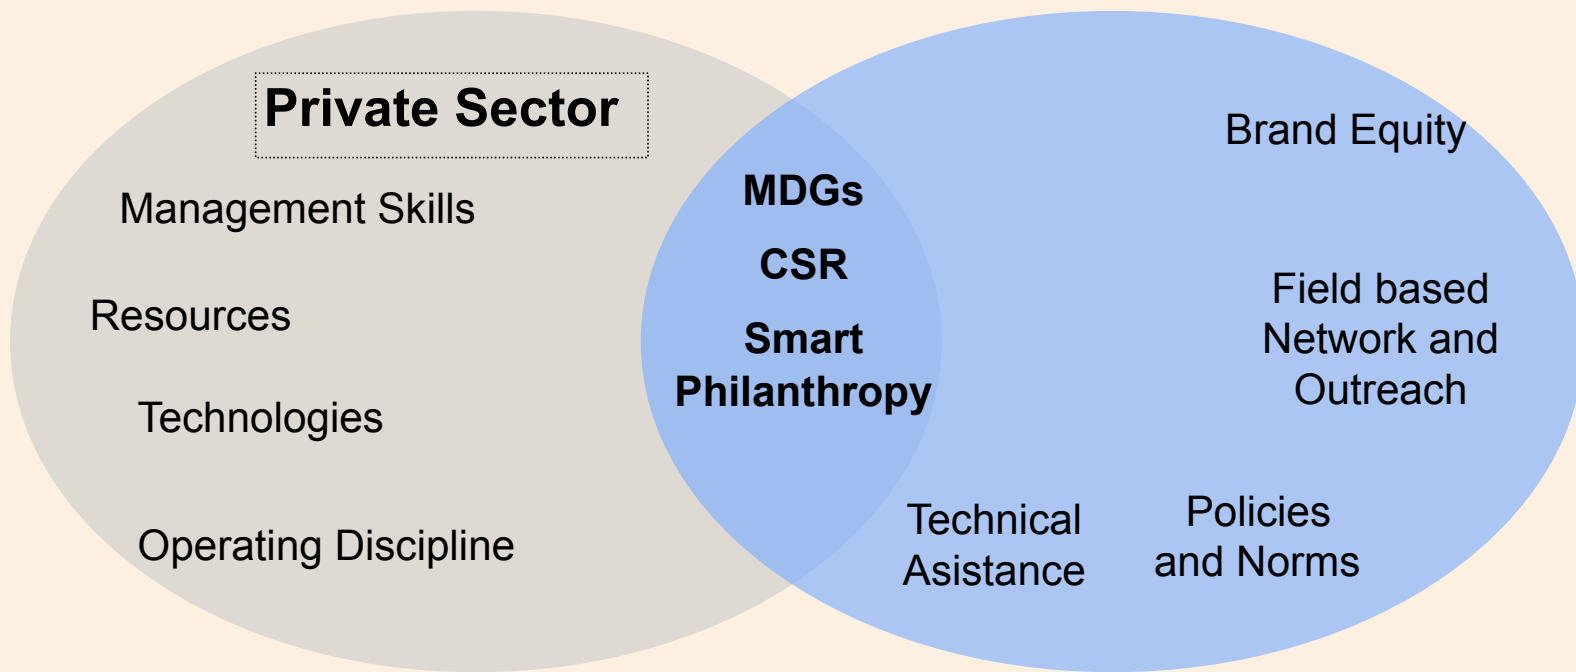 Private Sector
Management Skills
Resources
Technologies
Operating Discipline
MDGs
CSR
Smart
Philanthropy
Brand Equity
Field based
Network and
Outreach
Technical
Asistance
Policies
and Norms